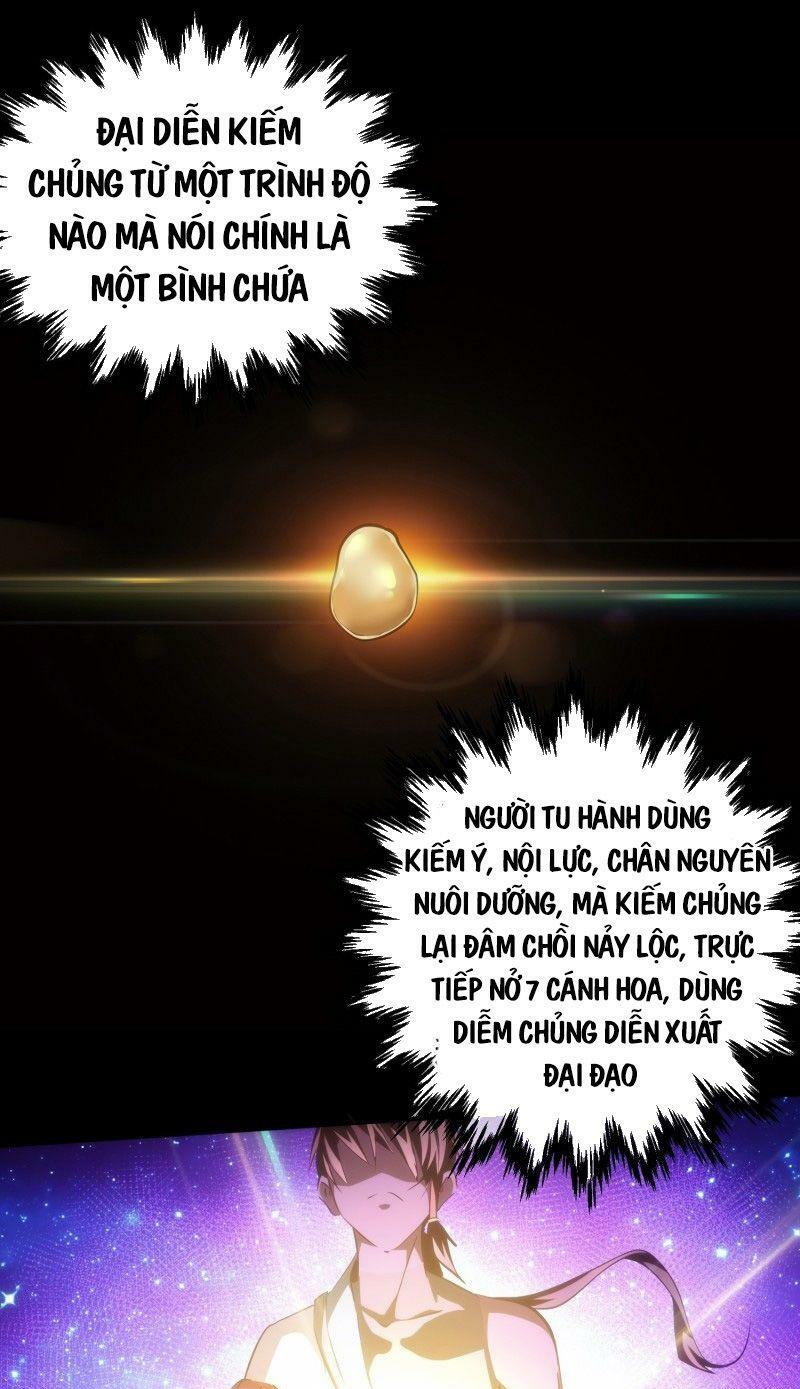 ĐẠI DIỄN KIẾM
CHỦNG TỪ MỘT TRÌNH ĐỘ
NÀO MÀ NÓI CHÍNH LÀ
MỘT BÌNH CHỨA
NGƯỜI TU HÀNH DÙNG
KIẾM Ý, NỘI LỰC, CHÂN NGUYÊN
NUÔI DƯỠNG, MÀ KIẾM CHỦNG
LẠI ĐÂM CHỒI NẢY LỘC, TRỰC
TIẾP NỞ 7 CÁNH HOA, DÙNG
DIỄM CHỦNG DIỄN XUẤT
ĐẠI ĐẠO